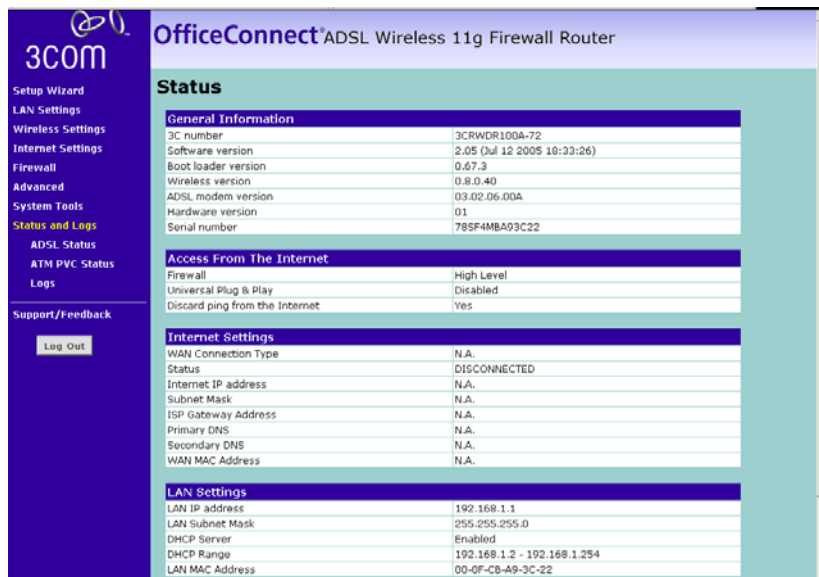 3COM
OfficeConnect ADSL Wireless 11g Firewall Router
Setup Wizard
LAN Settings
Wireless Settings
Internet Settings
Firewall
Advanced
System Tools
Status and Logs
ADSL Status
ATM PVC Status
Logs
Support/Feedback
Log Out
Status
General Information
3C number 3CRWDR100A-72
Software version 2.05 (Jul 12 2005 18:33:26)
Boot loader version 0.67.3
Wireless version 0.8.0.40
ADSL modem version 03.02.06.00A
Hardware version 01
Serial number 78SF4MBA93C22
Access From The Internet
Firewall High Level
Universal Plug & Play Disabled
Discard ping from the Internet Yes
Internet Settings
WAN Connection Type N.A.
Status DISCONNECTED
Internet IP address N.A.
Subnet Mask N.A.
ISP Gateway Address N.A.
Primary DNS N.A.
Secondary DNS N.A.
WAN MAC Address N.A.
LAN Settings
LAN IP address 192.168.1.1
LAN Subnet Mask 255.255.255.0
DHCP Server Enabled
DHCP Range 192.168.1.2 - 192.168.1.254
LAN MAC Address 00-0F-CB-A9-3C-22